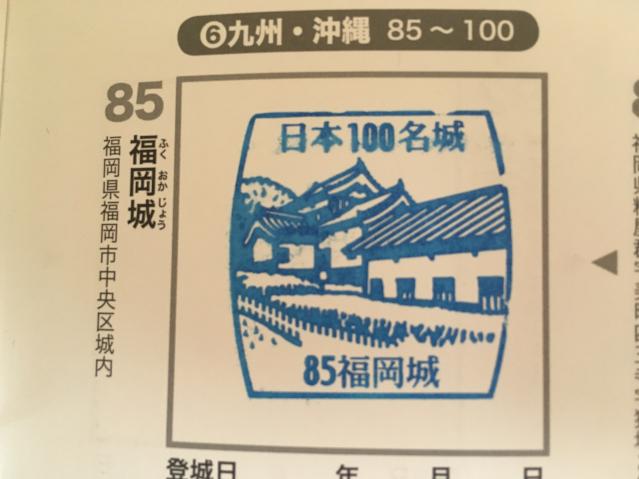 ❻九州・沖縄 85～100
85
福岡城
ふく おか じょう
福岡県福岡市中央区城内
日本100名城
85福岡城
登城日 年 月 日